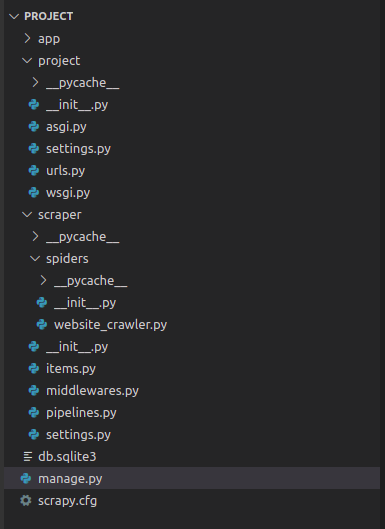 PROJECT
app
project
__pycache__
__init__.py
asgi.py
settings.py
urls.py
wsgi.py
scraper
__pycache__
spiders
__pycache__
__init__.py
website_crawler.py
__init__.py
items.py
middlewares.py
pipelines.py
settings.py
db.sqlite3
manage.py
scrapy.cfg